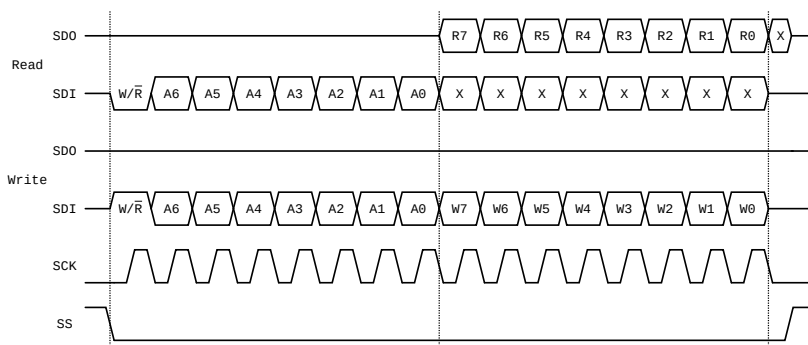 SDO R7 R6 R5 R4 R3 R2 R1 R0 X
Read
SDI W/R̅ A6 A5 A4 A3 A2 A1 A0 X X X X X X X X
SDO
Write
SDI W/R̅ A6 A5 A4 A3 A2 A1 A0 W7 W6 W5 W4 W3 W2 W1 W0
SCK
SS